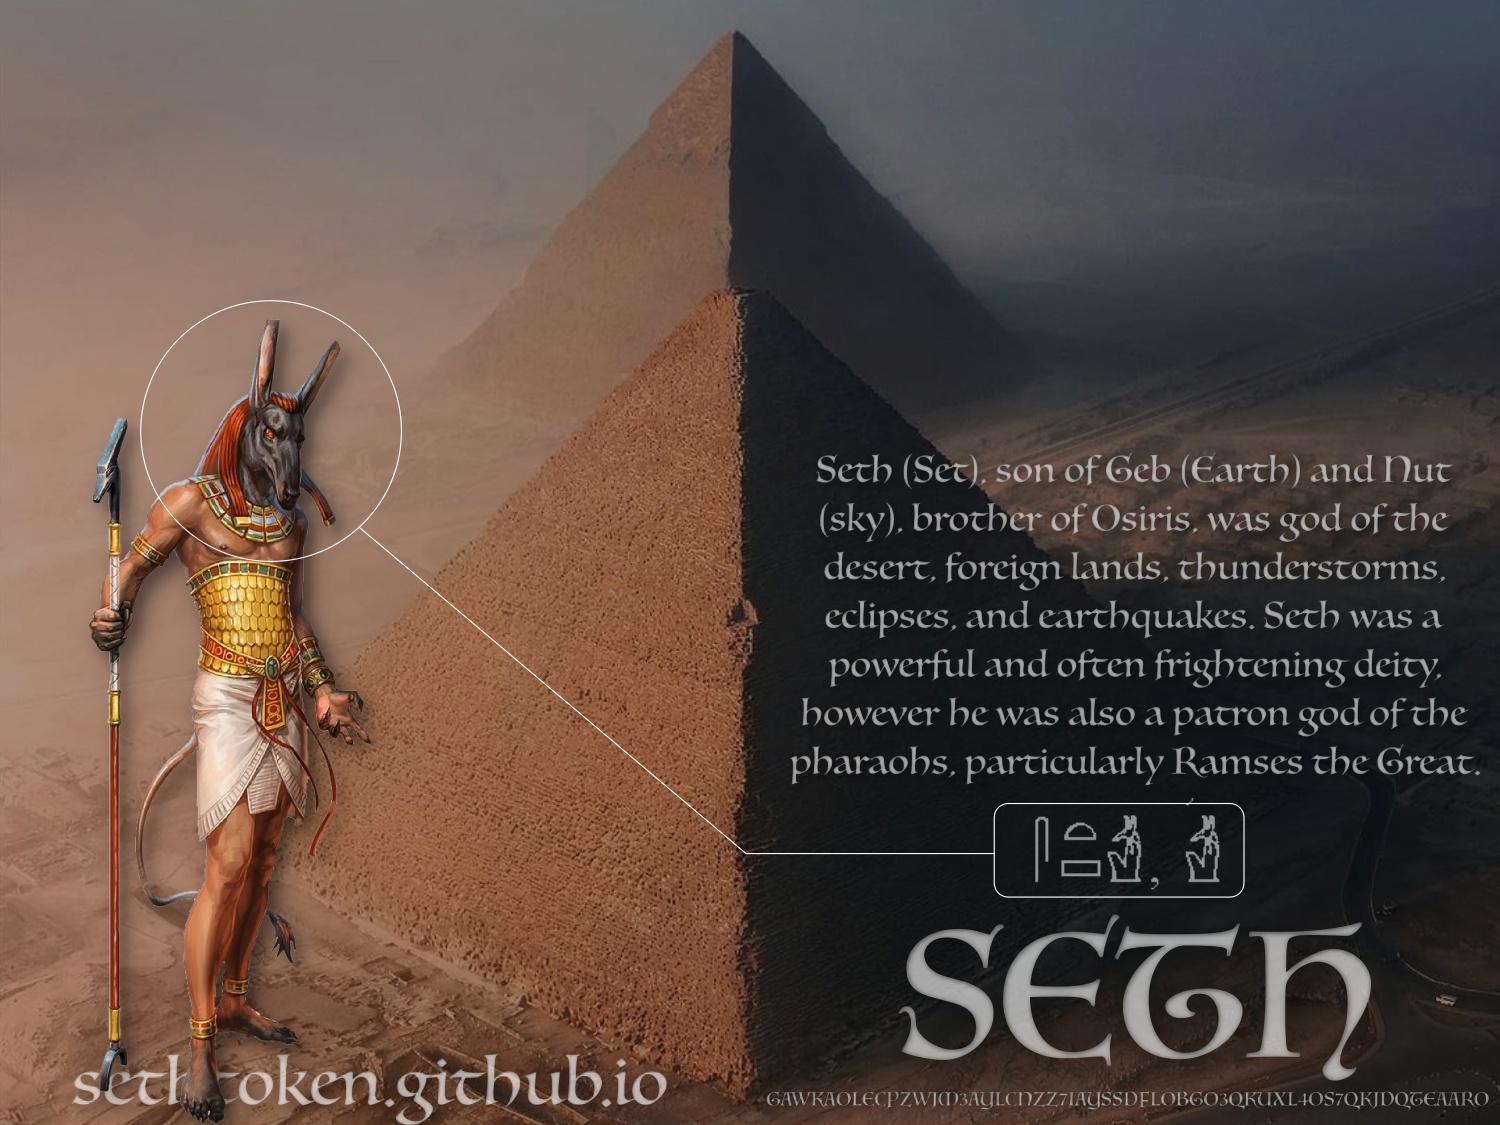 Seth (Set), son of Geb (Earth) and Nut
(sky), brother of Osiris, was god of the
desert, foreign lands, thunderstorms,
eclipses, and earthquakes. Seth was a
powerful and often frightening deity,
however he was also a patron god of the
pharaohs, particularly Ramses the Great.
𓋴𓏏𓈙𓁣, 𓁣
SETH
sethtoken.github.io
GAWKAOLECPZWJM3AYLCNZZ7IAYSSDFLOBGO3QKUXL4OS7QKJDQTEAARO